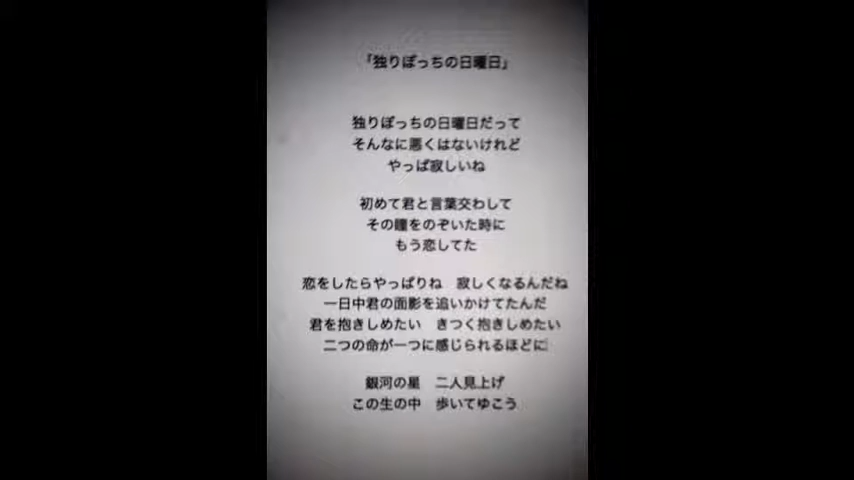 「独りぼっちの日曜日」
独りぼっちの日曜日だって
そんなに悪くはないけれど
やっぱ寂しいね
初めて君と言葉交わして
その瞳をのぞいた時に
もう恋してた
恋をしたらやっぱりね　寂しくなるんだね
一日中君の面影を追いかけてたんだ
君を抱きしめたい　きつく抱きしめたい
二つの命が一つに感じられるほどに
銀河の星　二人見上げ
この生の中　歩いてゆこう